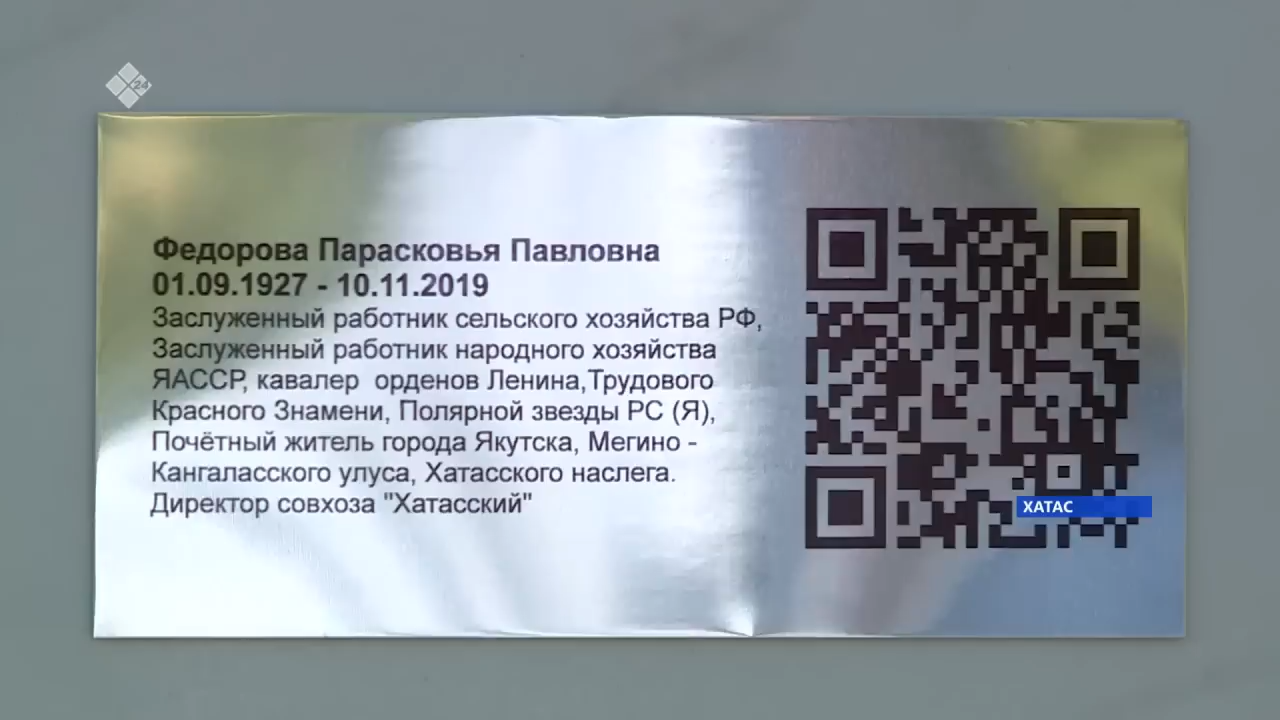 24
Федорова Парасковья Павловна
01.09.1927 - 10.11.2019
Заслуженный работник сельского хозяйства РФ,
Заслуженный работник народного хозяйства
ЯАССР, кавалер  орденов Ленина,Трудового
Красного Знамени, Полярной звезды РС (Я),
Почётный житель города Якутска, Мегино -
Кангаласского улуса, Хатасского наслега.
Директор совхоза "Хатасский"
ХАТАС